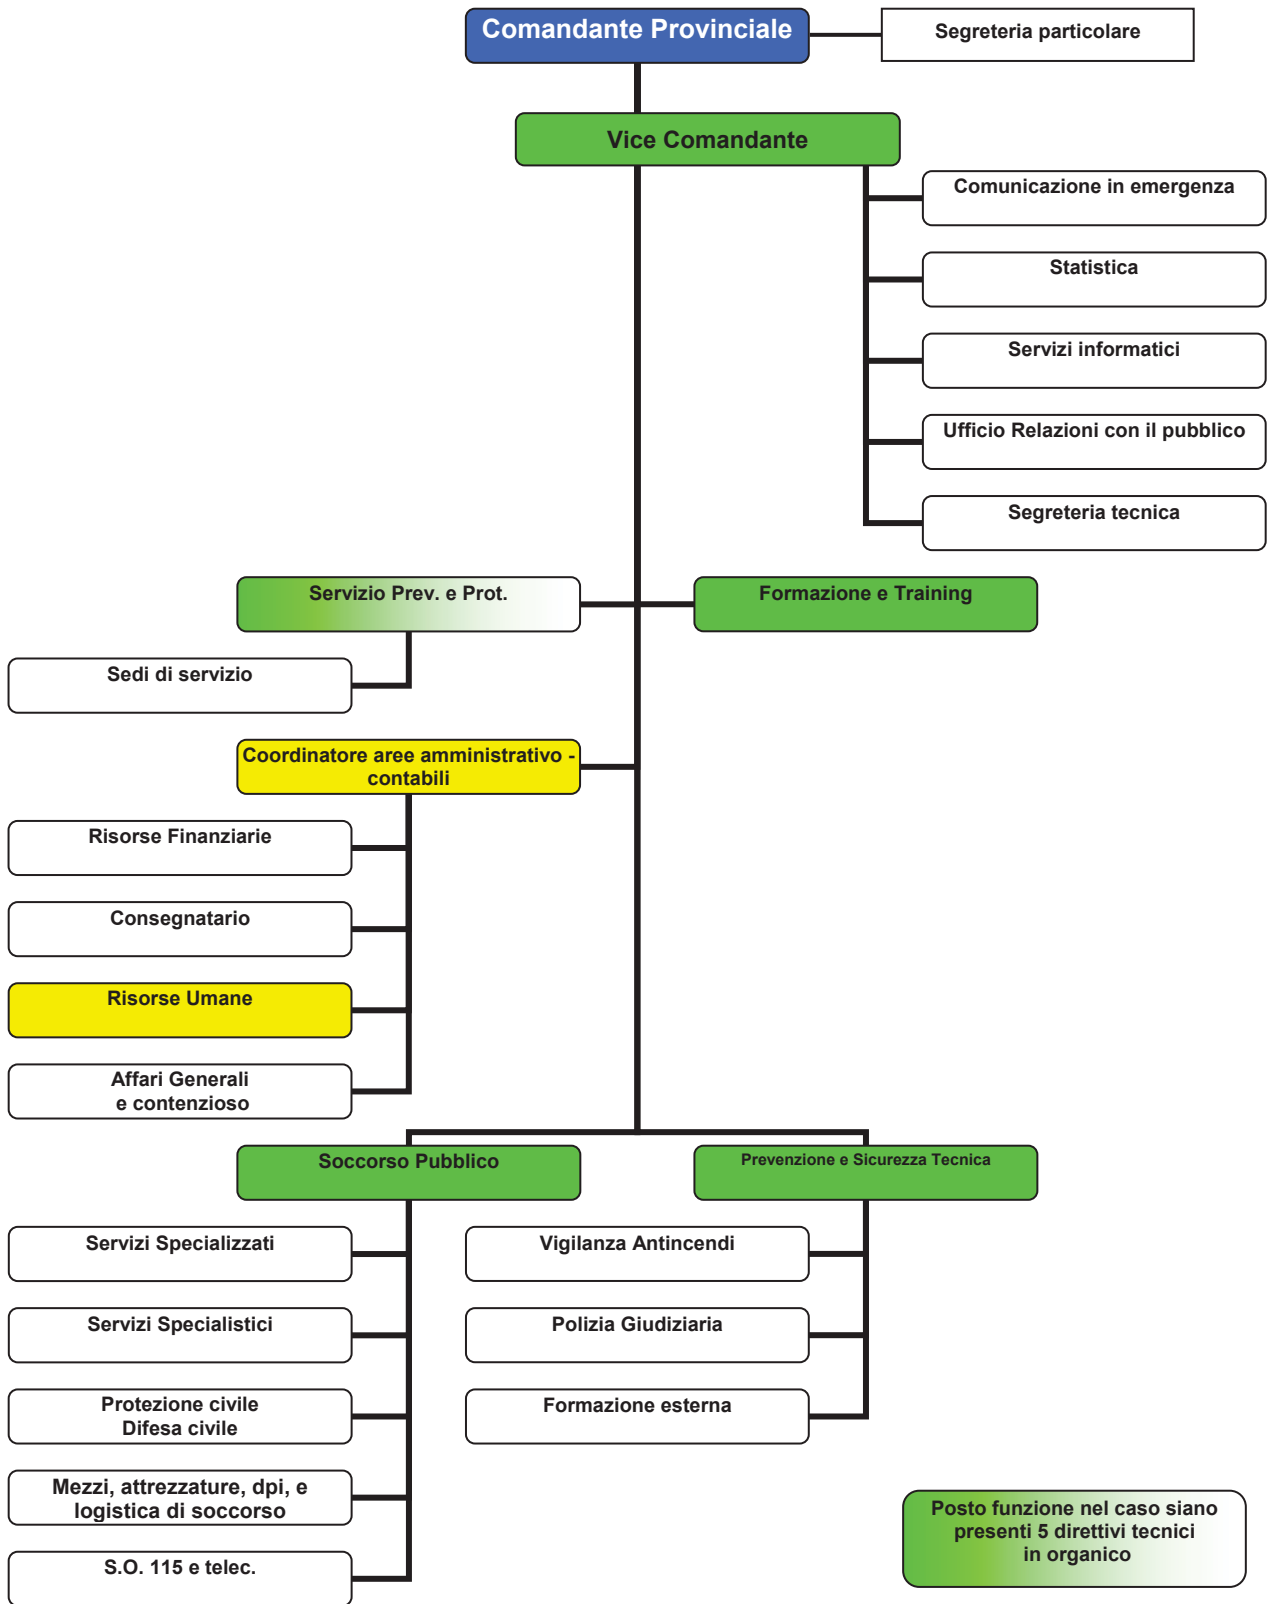 Comandante Provinciale
Segreteria particolare
Vice Comandante
Comunicazione in emergenza
Statistica
Servizi informatici
Ufficio Relazioni con il pubblico
Segreteria tecnica
Servizio Prev. e Prot.
Formazione e Training
Sedi di servizio
Coordinatore aree amministrativo -
contabili
Risorse Finanziarie
Consegnatario
Risorse Umane
Affari Generali
e contenzioso
Soccorso Pubblico
Prevenzione e Sicurezza Tecnica
Servizi Specializzati
Vigilanza Antincendi
Servizi Specialistici
Polizia Giudiziaria
Protezione civile
Difesa civile
Formazione esterna
Mezzi, attrezzature, dpi, e
logistica di soccorso
S.O. 115 e telec.
Posto funzione nel caso siano
presenti 5 direttivi tecnici
in organico